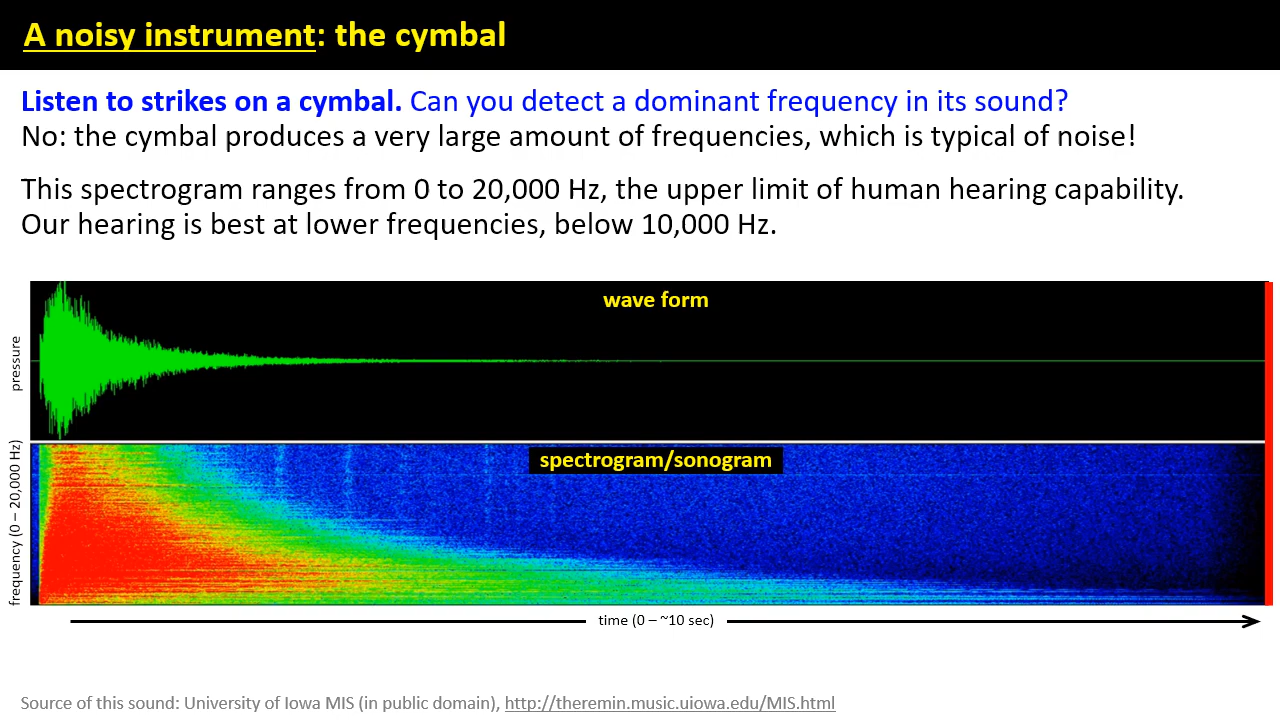 A noisy instrument: the cymbal
Listen to strikes on a cymbal. Can you detect a dominant frequency in its sound?
No: the cymbal produces a very large amount of frequencies, which is typical of noise!
This spectrogram ranges from 0 to 20,000 Hz, the upper limit of human hearing capability.
Our hearing is best at lower frequencies, below 10,000 Hz.
wave form
pressure
spectrogram/sonogram
frequency (0 – 20,000 Hz)
time (0 – ~10 sec)
Source of this sound: University of Iowa MIS (in public domain), http://theremin.music.uiowa.edu/MIS.html